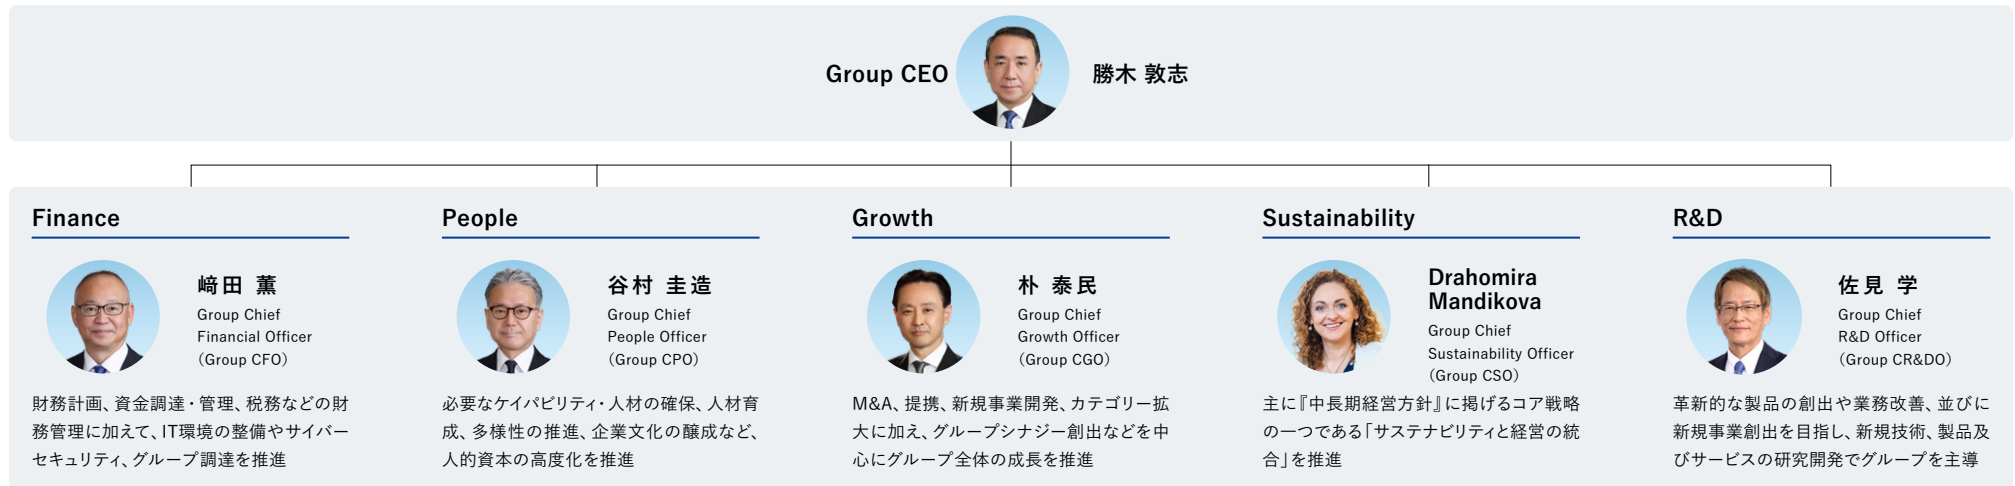 Group CEO 勝木 敦志
Finance
﨑田 薫
Group Chief
Financial Officer
（Group CFO）
財務計画、資金調達・管理、税務などの財
務管理に加えて、IT環境の整備やサイバー
セキュリティ、グループ調達を推進
People
谷村 圭造
Group Chief
People Officer
（Group CPO）
必要なケイパビリティ・人材の確保、人材育
成、多様性の推進、企業文化の醸成など、
人的資本の高度化を推進
Growth
朴 泰民
Group Chief
Growth Officer
（Group CGO）
M&A、提携、新規事業開発、カテゴリー拡
大に加え、グループシナジー創出などを中
心にグループ全体の成長を推進
Sustainability
Drahomira
Mandikova
Group Chief
Sustainability Officer
（Group CSO）
主に『中長期経営方針』に掲げるコア戦略
の一つである「サステナビリティと経営の統
合」を推進
R&D
佐見 学
Group Chief
R&D Officer
（Group CR&DO）
革新的な製品の創出や業務改善、並びに
新規事業創出を目指し、新規技術、製品及
びサービスの研究開発でグループを主導